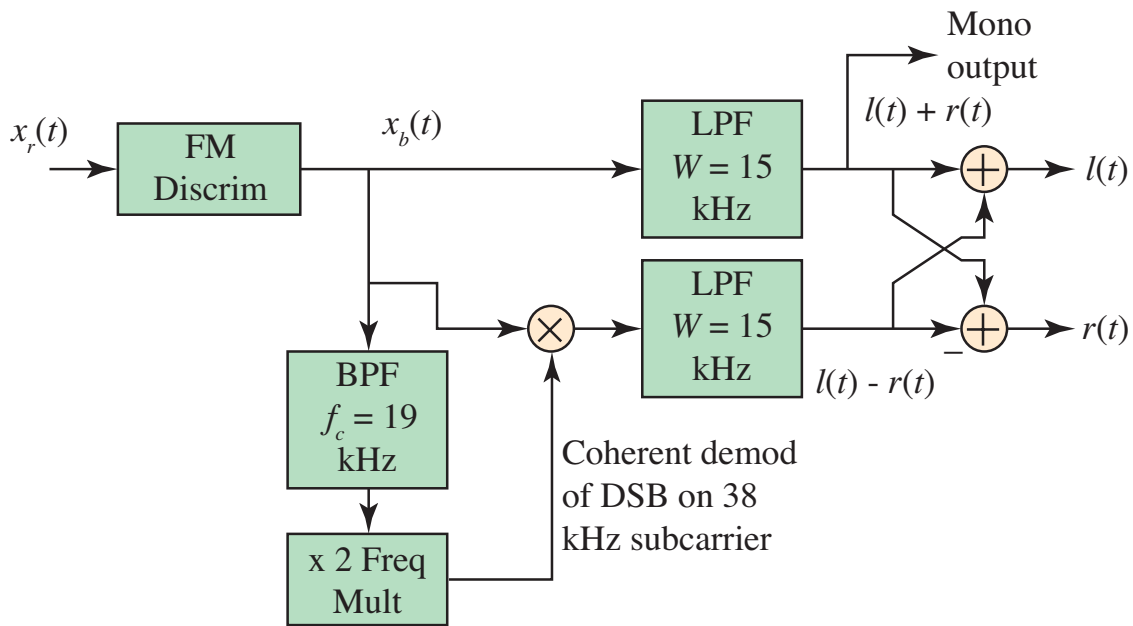 Mono
output
x_r(t)
FM
Discrim
x_b(t)
LPF
W = 15
kHz
l(t) + r(t)
+
l(t)
LPF
W = 15
kHz
×
+
–
r(t)
l(t) - r(t)
BPF
f_c = 19
kHz
Coherent demod
of DSB on 38
kHz subcarrier
x 2 Freq
Mult